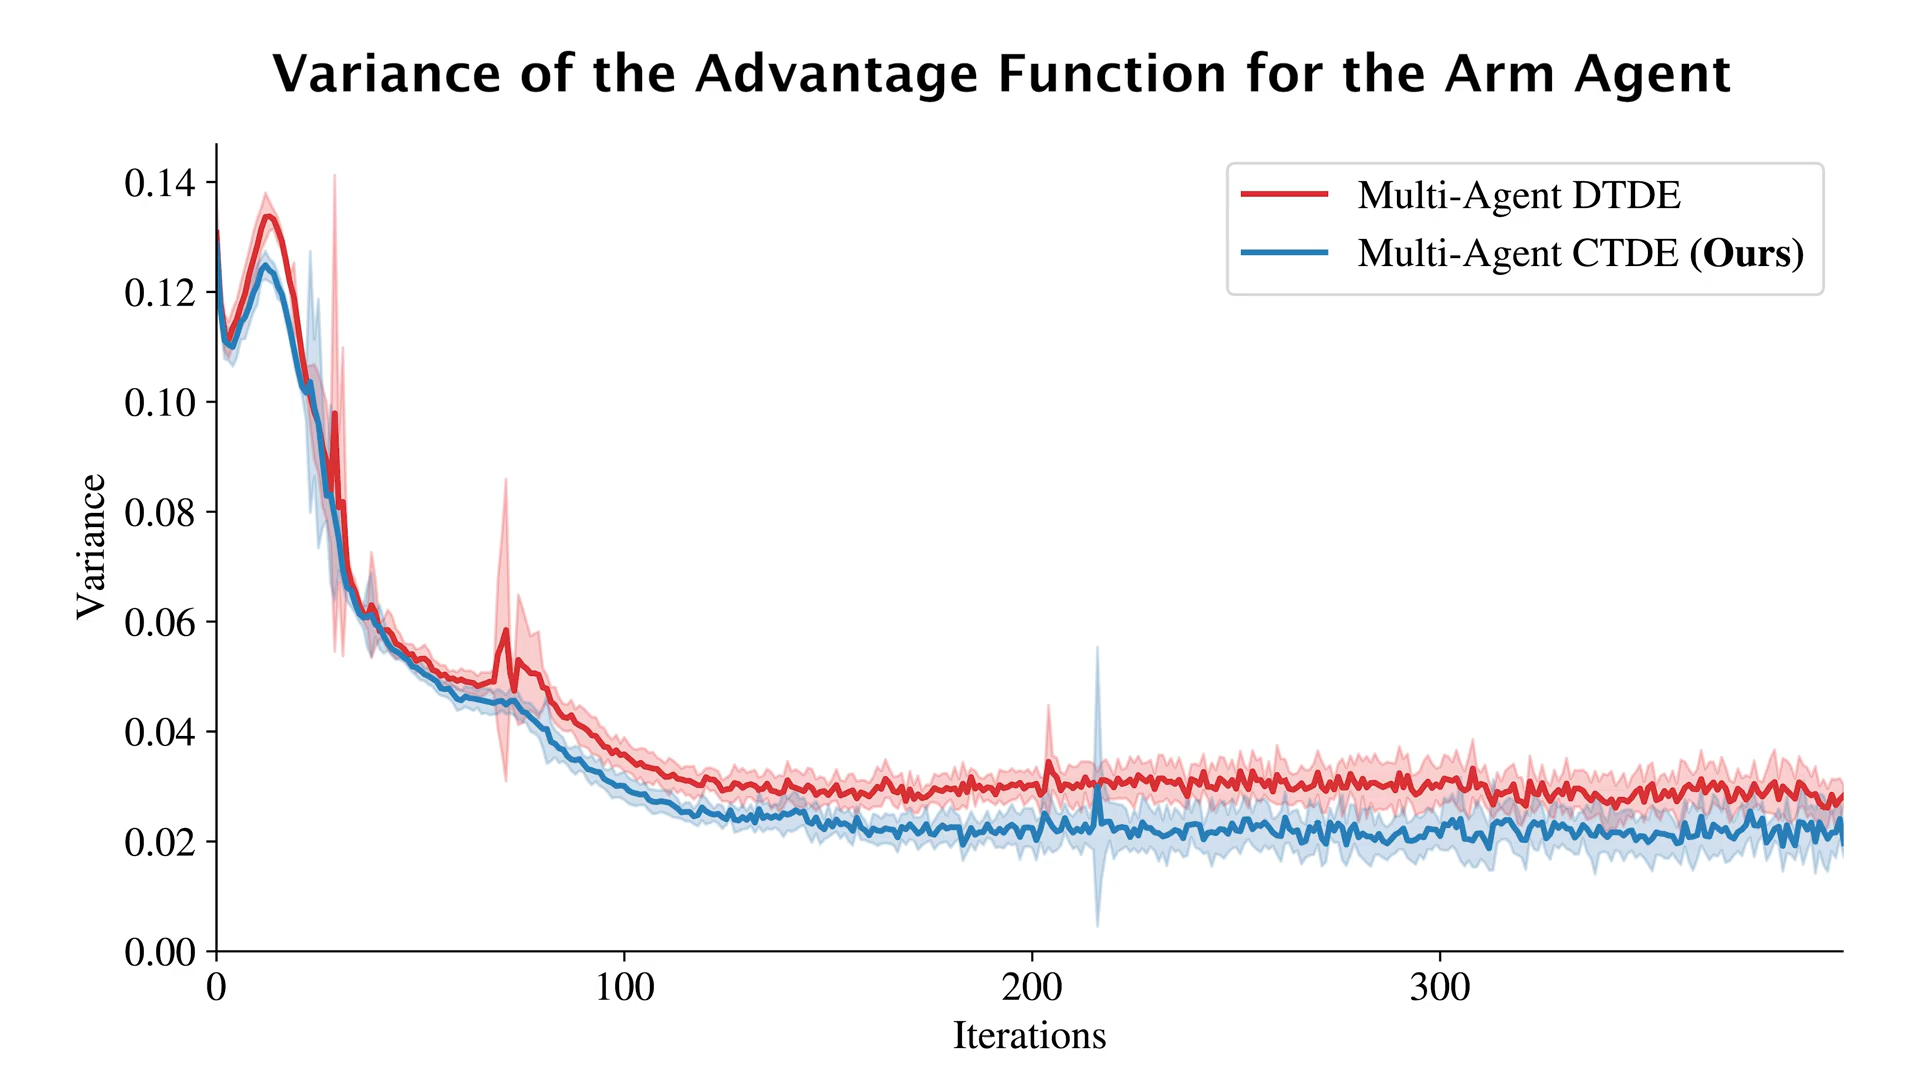 Variance of the Advantage Function for the Arm Agent
Multi-Agent DTDE
Multi-Agent CTDE (Ours)
0.14
0.12
0.10
0.08
0.06
0.04
0.02
0.00
Variance
0 100 200 300
Iterations